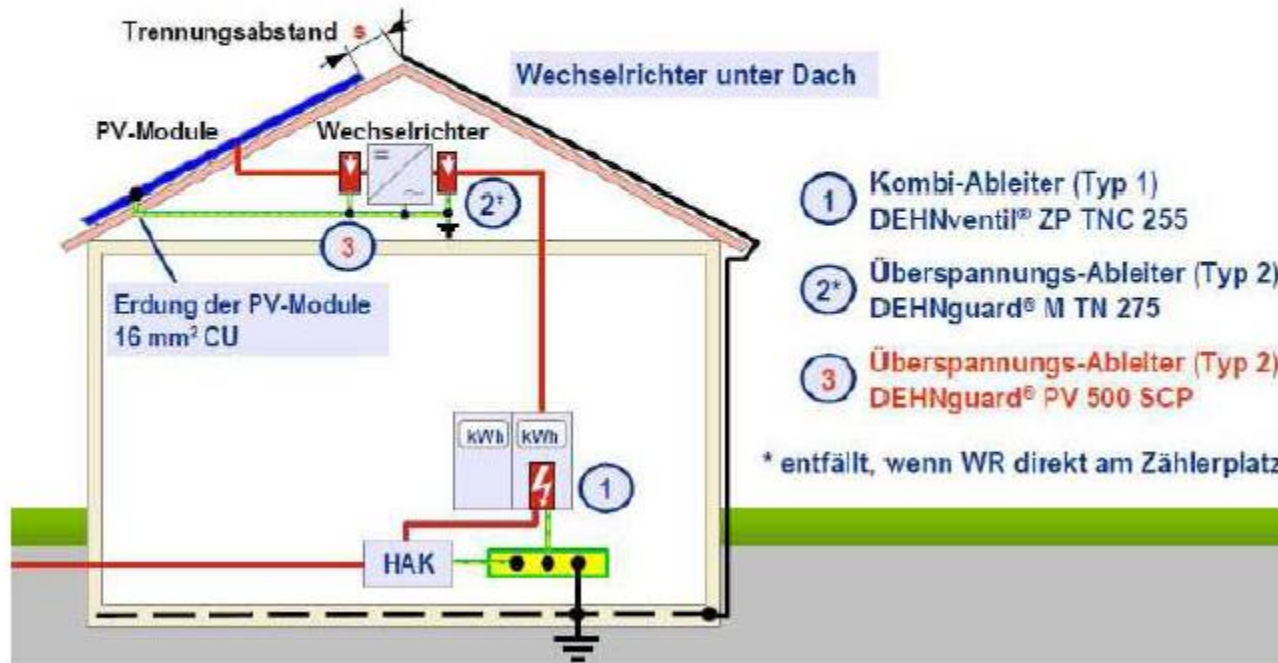 Trennungsabstand s
Wechselrichter unter Dach
PV-Module
Wechselrichter
=
~
2*
3
Erdung der PV-Module
16 mm² CU
1 Kombi-Ableiter (Typ 1)
DEHNventil® ZP TNC 255
2* Überspannungs-Ableiter (Typ 2)
DEHNguard® M TN 275
3 Überspannungs-Ableiter (Typ 2)
DEHNguard® PV 500 SCP
* entfällt, wenn WR direkt am Zählerplatz
kWh kWh
1
HAK